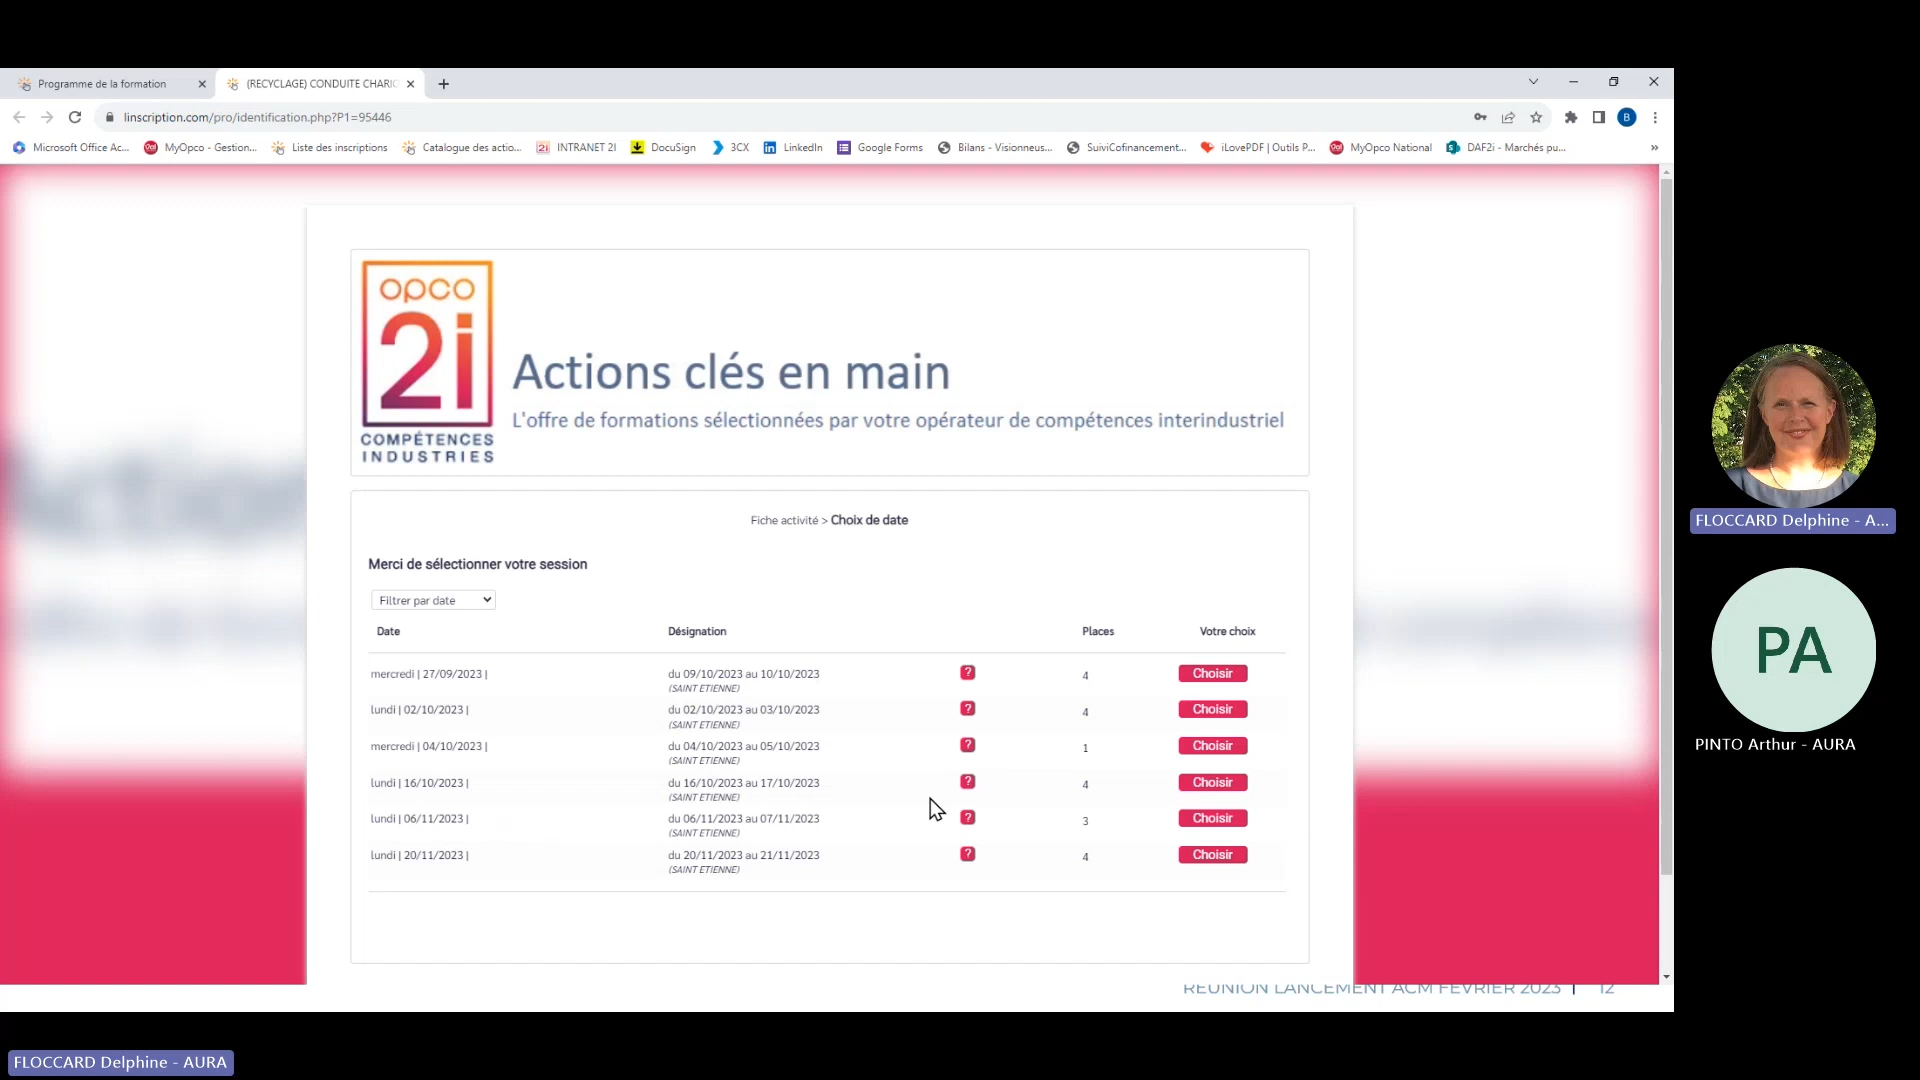 Programme de la formation
(RECYCLAGE) CONDUITE CHARIC
linscription.com/pro/identification.php?P1=95446
B
Microsoft Office Ac...
MyOpco - Gestion...
Liste des inscriptions
Catalogue des actio...
2i INTRANET 2I
DocuSign
3CX
LinkedIn
Google Forms
Bilans - Visionneus...
SuiviCofinancement...
iLovePDF | Outils P...
MyOpco National
DAF2i - Marchés pu...
opco
2i
COMPÉTENCES
INDUSTRIES
Actions clés en main
L'offre de formations sélectionnées par votre opérateur de compétences interindustriel
Fiche activité > Choix de date
Merci de sélectionner votre session
Filtrer par date
Date Désignation Places Votre choix
mercredi | 27/09/2023 | du 09/10/2023 au 10/10/2023 ? 4 Choisir
(SAINT ETIENNE)
lundi | 02/10/2023 | du 02/10/2023 au 03/10/2023 ? 4 Choisir
(SAINT ETIENNE)
mercredi | 04/10/2023 | du 04/10/2023 au 05/10/2023 ? 1 Choisir
(SAINT ETIENNE)
lundi | 16/10/2023 | du 16/10/2023 au 17/10/2023 ? 4 Choisir
(SAINT ETIENNE)
lundi | 06/11/2023 | du 06/11/2023 au 07/11/2023 ? 3 Choisir
(SAINT ETIENNE)
lundi | 20/11/2023 | du 20/11/2023 au 21/11/2023 ? 4 Choisir
(SAINT ETIENNE)
REUNION LANCEMENT ACM FEVRIER 2023 | 12
FLOCCARD Delphine - A...
PA
PINTO Arthur - AURA
FLOCCARD Delphine - AURA